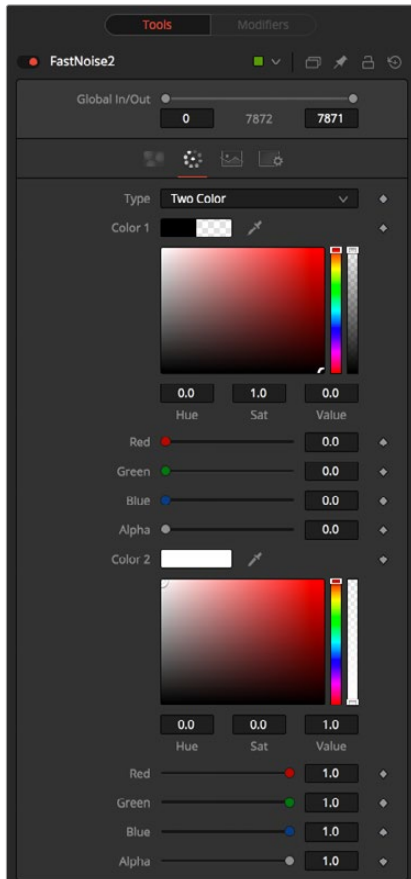 Tools Modifiers
FastNoise2
Global In/Out
0 7872 7871
Type Two Color
Color 1
0.0 1.0 0.0
Hue Sat Value
Red 0.0
Green 0.0
Blue 0.0
Alpha 0.0
Color 2
0.0 0.0 1.0
Hue Sat Value
Red 1.0
Green 1.0
Blue 1.0
Alpha 1.0